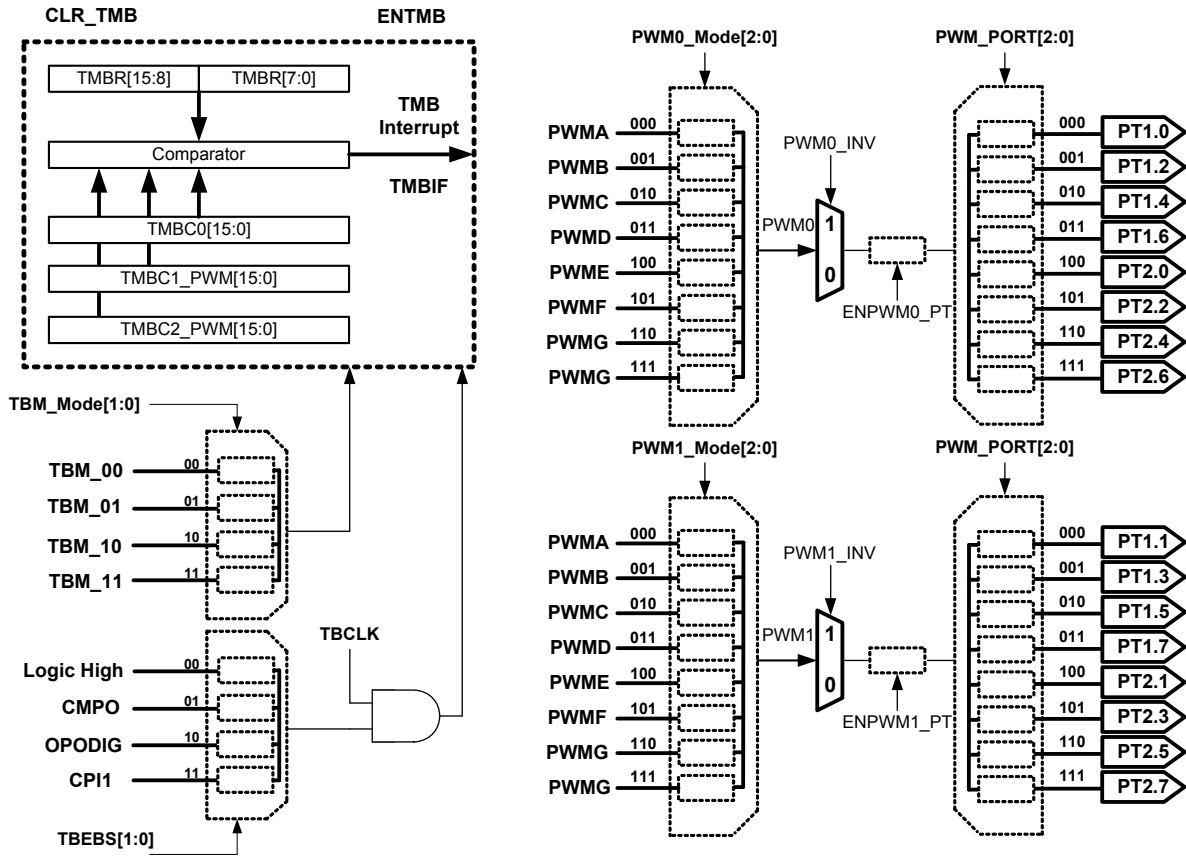 CLR_TMB
ENTMB
TMBR[15:8]
TMBR[7:0]
TMB
Interrupt
Comparator
TMBIF
TMBC0[15:0]
TMBC1_PWM[15:0]
TMBC2_PWM[15:0]
TBM_Mode[1:0]
TBM_00
00
TBM_01
01
TBM_10
10
TBM_11
11
TBCLK
Logic High
00
CMPO
01
OPODIG
10
CPI1
11
TBEBS[1:0]
PWM0_Mode[2:0]
PWMA
000
PWMB
001
PWMC
010
PWMD
011
PWME
100
PWMF
101
PWMG
110
PWMG
111
PWM0_INV
PWM0
1
0
ENPWM0_PT
PWM_PORT[2:0]
000
PT1.0
001
PT1.2
010
PT1.4
011
PT1.6
100
PT2.0
101
PT2.2
110
PT2.4
111
PT2.6
PWM1_Mode[2:0]
PWMA
000
PWMB
001
PWMC
010
PWMD
011
PWME
100
PWMF
101
PWMG
110
PWMG
111
PWM1_INV
PWM1
1
0
ENPWM1_PT
PWM_PORT[2:0]
000
PT1.1
001
PT1.3
010
PT1.5
011
PT1.7
100
PT2.1
101
PT2.3
110
PT2.5
111
PT2.7